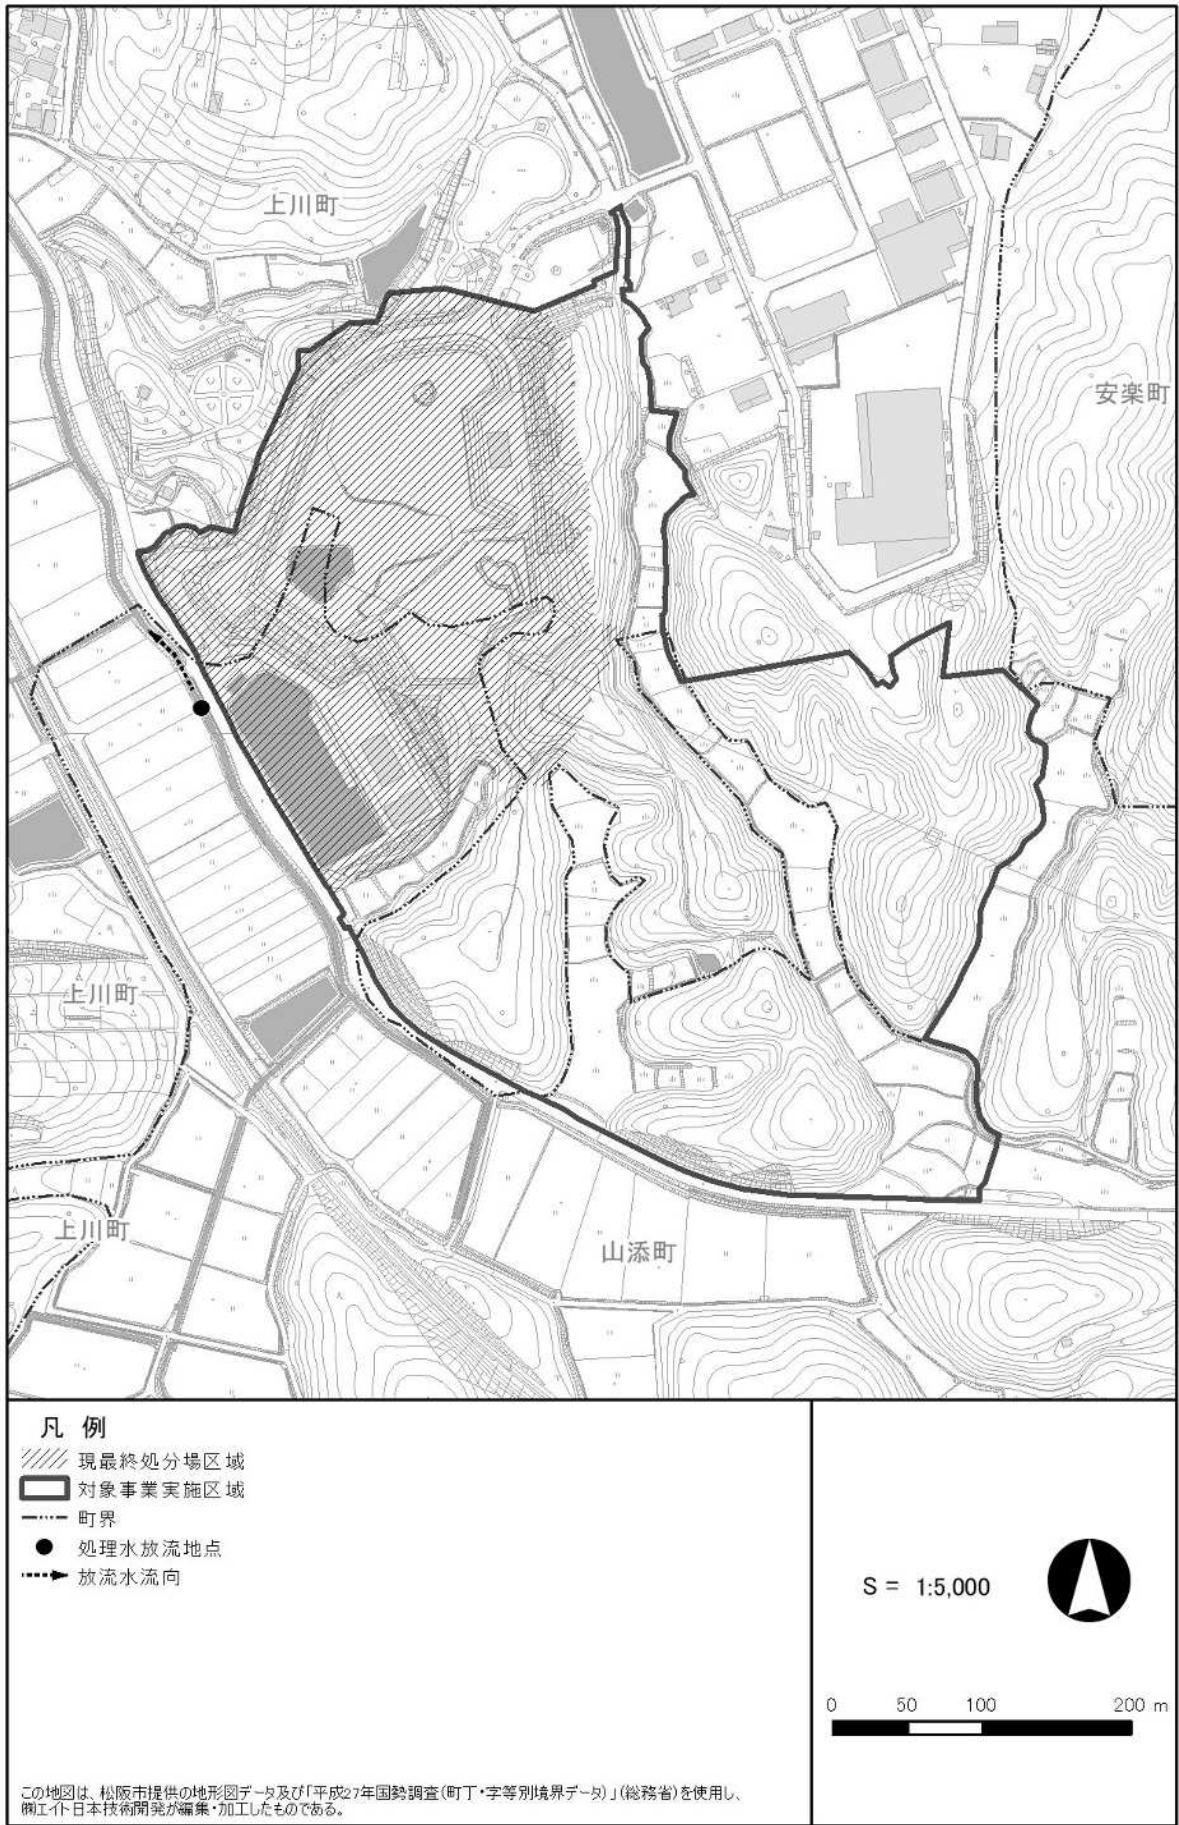 上川町
安楽町
上川町
上川町
山添町
凡 例
現最終処分場区域
対象事業実施区域
町界
処理水放流地点
放流水流向
S = 1:5,000
0 50 100 200 m
この地図は、松阪市提供の地形図データ及び「平成27年国勢調査(町丁・字等別境界データ)」(総務省)を使用し、
㈱エイト日本技術開発が編集・加工したものである。